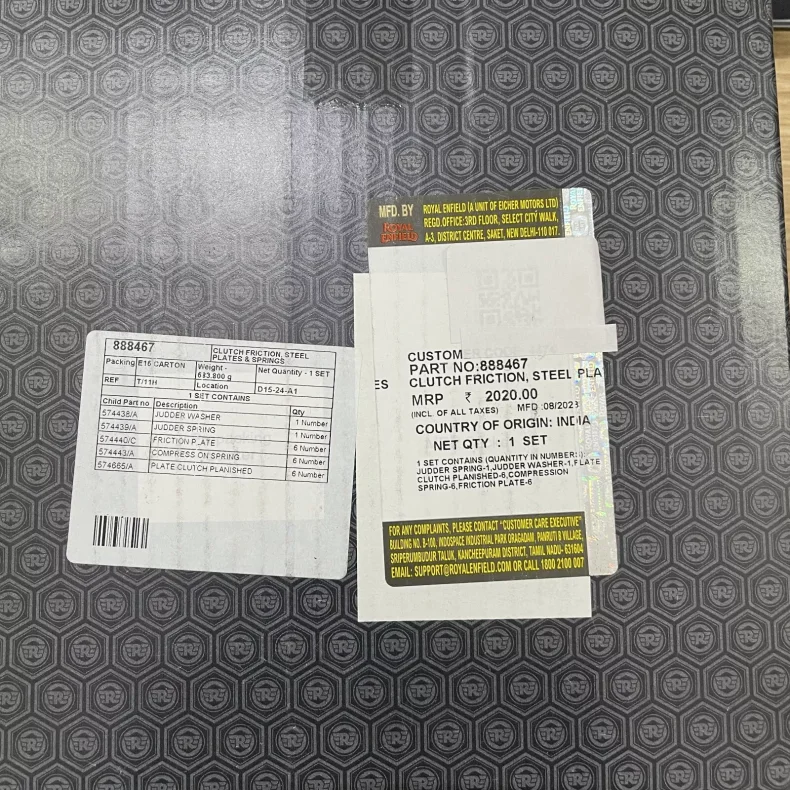 888467
CLUTCH FRICTION, STEEL
PLATES & SPRINGS
Packing E16 CARTON
Weight -
Net Quantity - 1 SET
REF T/11H
Location
D15-24-A1
1 SET CONTAINS
Child Part no Description Qty
574438/A JUDDER WASHER 1 Number
574439/A JUDDER SPRING 1 Number
574440/C FRICTION PLATE 6 Number
574443/A COMPRESS ON SPRING 6 Number
574665/A PLATE CLUTCH PLANISHED 6 Number
MFD. BY
ROYAL
ENFIELD
ROYAL ENFIELD (A UNIT OF EICHER MOTORS LTD)
REGD.OFFICE:3RD FLOOR, SELECT CITY WALK,
A-3, DISTRICT CENTRE, SAKET, NEW DELHI-110 017.
CUSTOM
PART NO:888467
ES
CLUTCH FRICTION, STEEL PLA
MRP ₹ 2020.00
(INCL. OF ALL TAXES) MFD :08/2023
COUNTRY OF ORIGIN: INDIA
NET QTY : 1 SET
1 SET CONTAINS (QUANTITY IN NUMBERS):
JUDDER SPRING-1,JUDDER WASHER-1,PLATE
CLUTCH PLANISHED-6,COMPRESSION
SPRING-6,FRICTION PLATE-6
FOR ANY COMPLAINTS, PLEASE CONTACT "CUSTOMER CARE EXECUTIVE"
BUILDING NO. B-100, INDOSPACE INDUSTRIAL PARK ORAGADAM, PANRUTI B VILLAGE,
SRIPERUMBUDUR TALUK, KANCHEEPURAM DISTRICT, TAMIL NADU- 631604
EMAIL: SUPPORT@ROYALENFIELD.COM OR CALL 1800 2100 007